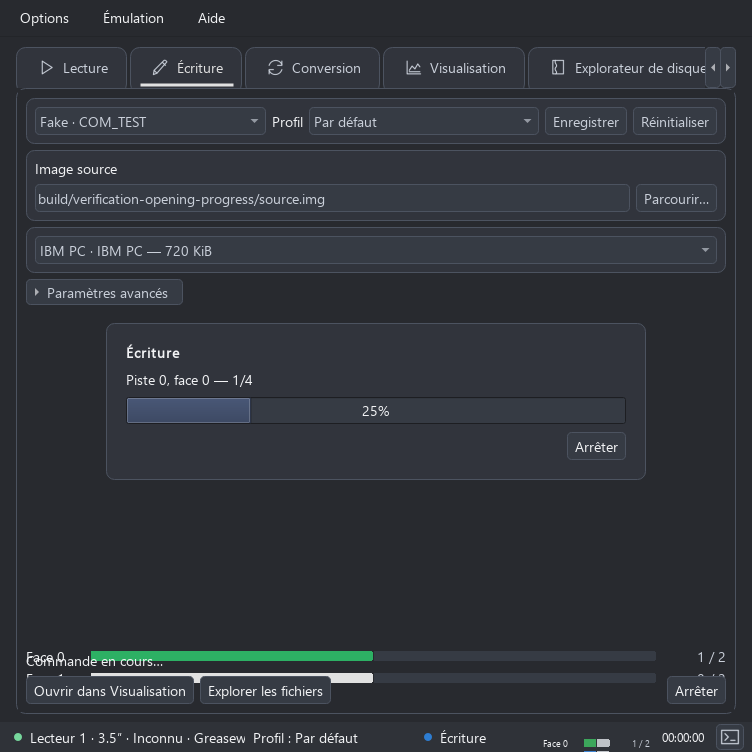 Options Émulation Aide
Lecture Écriture Conversion Visualisation Explorateur de disque
Fake · COM_TEST Profil Par défaut Enregistrer Réinitialiser
Image source
build/verification-opening-progress/source.img Parcourir...
IBM PC · IBM PC — 720 KiB
Paramètres avancés
Écriture
Piste 0, face 0 — 1/4
25%
Arrêter
Face 0 1 / 2
Commande en cours...
Ouvrir dans Visualisation Explorer les fichiers Arrêter
Lecteur 1 · 3.5″ · Inconnu · Greasew Profil : Par défaut Écriture Face 0 1 / 2 00:00:00